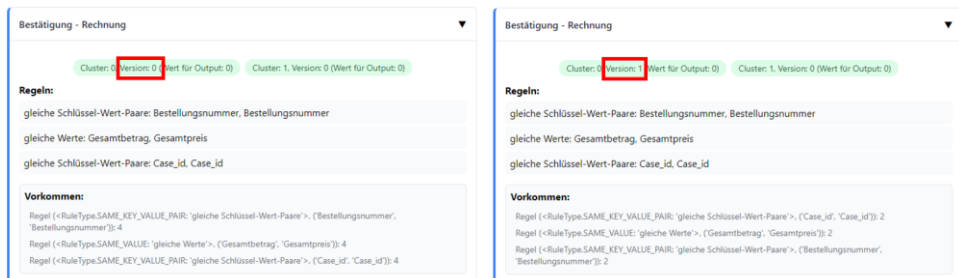 Bestätigung - Rechnung ▼
Cluster: 0, Version: 0 (Wert für Output: 0) Cluster: 1, Version: 0 (Wert für Output: 0)
Regeln:
gleiche Schlüssel-Wert-Paare: Bestellungsnummer, Bestellungsnummer
gleiche Werte: Gesamtbetrag, Gesamtpreis
gleiche Schlüssel-Wert-Paare: Case_id, Case_id
Vorkommen:
Regel (<RuleType.SAME_KEY_VALUE_PAIR: 'gleiche Schlüssel-Wert-Paare'>, ('Bestellungsnummer',
'Bestellungsnummer')): 4
Regel (<RuleType.SAME_VALUE: 'gleiche Werte'>, ('Gesamtbetrag', 'Gesamtpreis')): 4
Regel (<RuleType.SAME_KEY_VALUE_PAIR: 'gleiche Schlüssel-Wert-Paare'>, ('Case_id', 'Case_id')): 4
Bestätigung - Rechnung ▼
Cluster: 0, Version: 1 (Wert für Output: 0) Cluster: 1, Version: 0 (Wert für Output: 0)
Regeln:
gleiche Schlüssel-Wert-Paare: Bestellungsnummer, Bestellungsnummer
gleiche Werte: Gesamtbetrag, Gesamtpreis
gleiche Schlüssel-Wert-Paare: Case_id, Case_id
Vorkommen:
Regel (<RuleType.SAME_KEY_VALUE_PAIR: 'gleiche Schlüssel-Wert-Paare'>, ('Case_id', 'Case_id')): 2
Regel (<RuleType.SAME_VALUE: 'gleiche Werte'>, ('Gesamtbetrag', 'Gesamtpreis')): 2
Regel (<RuleType.SAME_KEY_VALUE_PAIR: 'gleiche Schlüssel-Wert-Paare'>, ('Bestellungsnummer',
'Bestellungsnummer')): 2